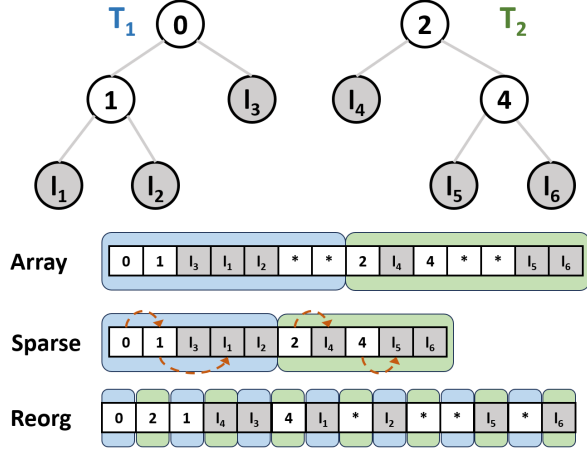 T1 0 2 T2
1 l3 l4 4
l1 l2 l5 l6
Array 0 1 l3 l1 l2 * * 2 l4 4 * * l5 l6
Sparse 0 1 l3 l1 l2 2 l4 4 l5 l6
Reorg 0 2 1 l4 l3 4 l1 * l2 * * l5 * l6